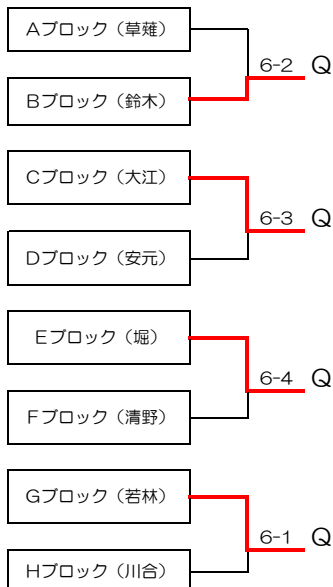 Aブロック（草薙）
6-2 Q
Bブロック（鈴木）
Cブロック（大江）
6-3 Q
Dブロック（安元）
Eブロック（堀）
6-4 Q
Fブロック（清野）
Gブロック（若林）
6-1 Q
Hブロック（川合）